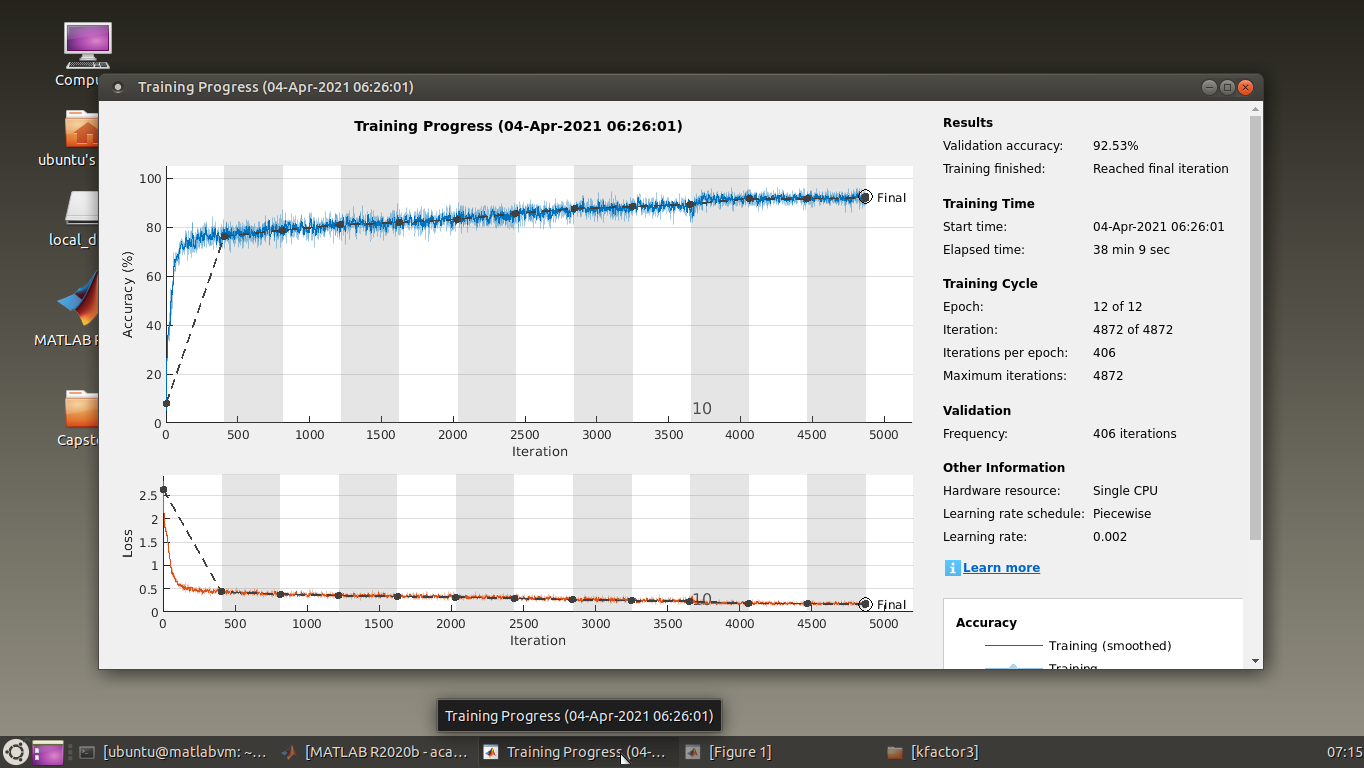 Compu
ubuntu's
local_d
MATLAB R
Capst
Training Progress (04-Apr-2021 06:26:01)
Training Progress (04-Apr-2021 06:26:01)
Accuracy (%)
100
80
60
40
20
0
10
Final
0 500 1000 1500 2000 2500 3000 3500 4000 4500 5000
Iteration
Loss
2.5
2
1.5
1
0.5
0
10
Final
0 500 1000 1500 2000 2500 3000 3500 4000 4500 5000
Iteration
Results
Validation accuracy: 92.53%
Training finished: Reached final iteration
Training Time
Start time: 04-Apr-2021 06:26:01
Elapsed time: 38 min 9 sec
Training Cycle
Epoch: 12 of 12
Iteration: 4872 of 4872
Iterations per epoch: 406
Maximum iterations: 4872
Validation
Frequency: 406 iterations
Other Information
Hardware resource: Single CPU
Learning rate schedule: Piecewise
Learning rate: 0.002
i Learn more
Accuracy
Training (smoothed)
Training
Training Progress (04-Apr-2021 06:26:01)
[ubuntu@matlabvm: ~... [MATLAB R2020b - aca... Training Progress (04-... [Figure 1] [kfactor3] 07:15